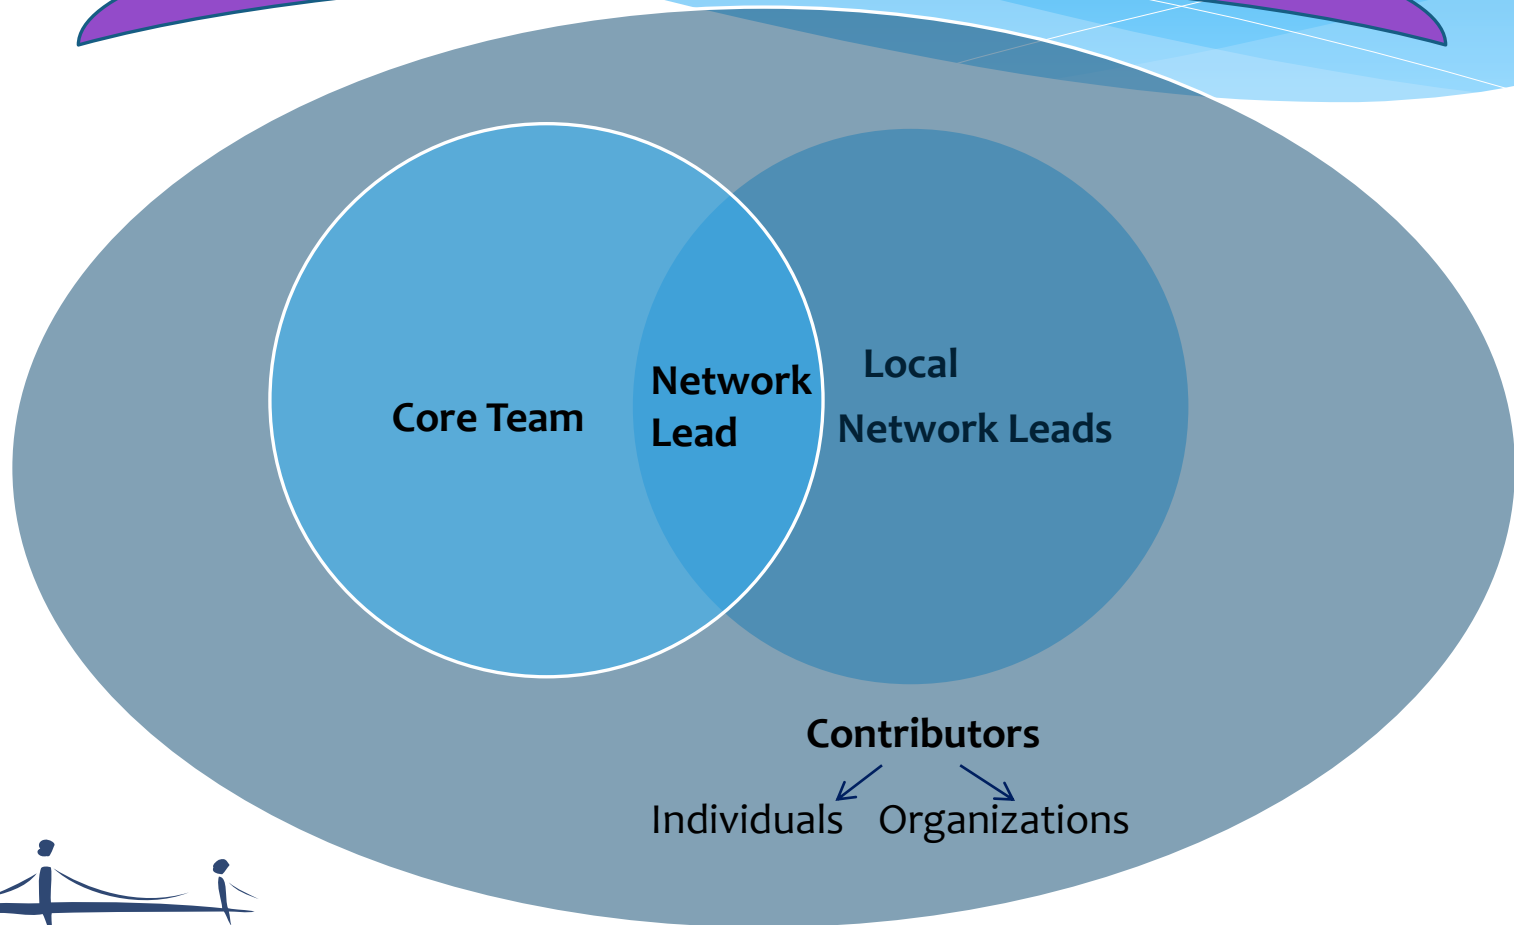 Core Team
Network
Lead
Local
Network Leads
Contributors
Individuals Organizations